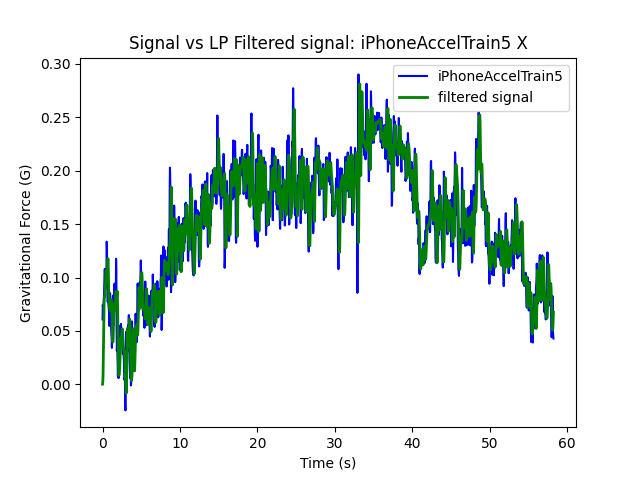 Signal vs LP Filtered signal: iPhoneAccelTrain5 X
iPhoneAccelTrain5
filtered signal
Gravitational Force (G)
0.30
0.25
0.20
0.15
0.10
0.05
0.00
0 10 20 30 40 50 60
Time (s)